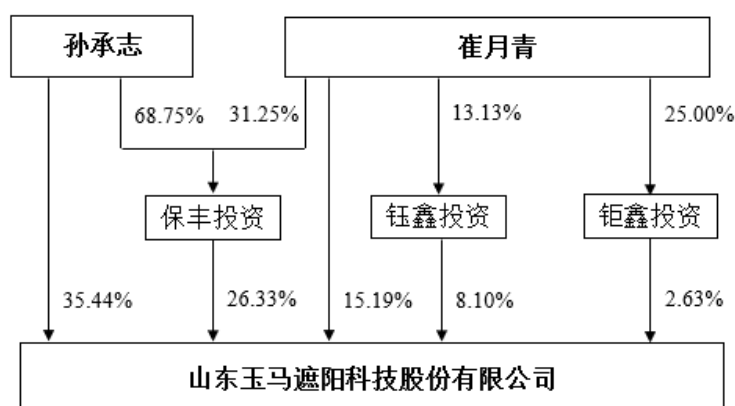 孙承志
崔月青
68.75%
31.25%
13.13%
25.00%
保丰投资
钰鑫投资
钜鑫投资
35.44%
26.33%
15.19%
8.10%
2.63%
山东玉马遮阳科技股份有限公司